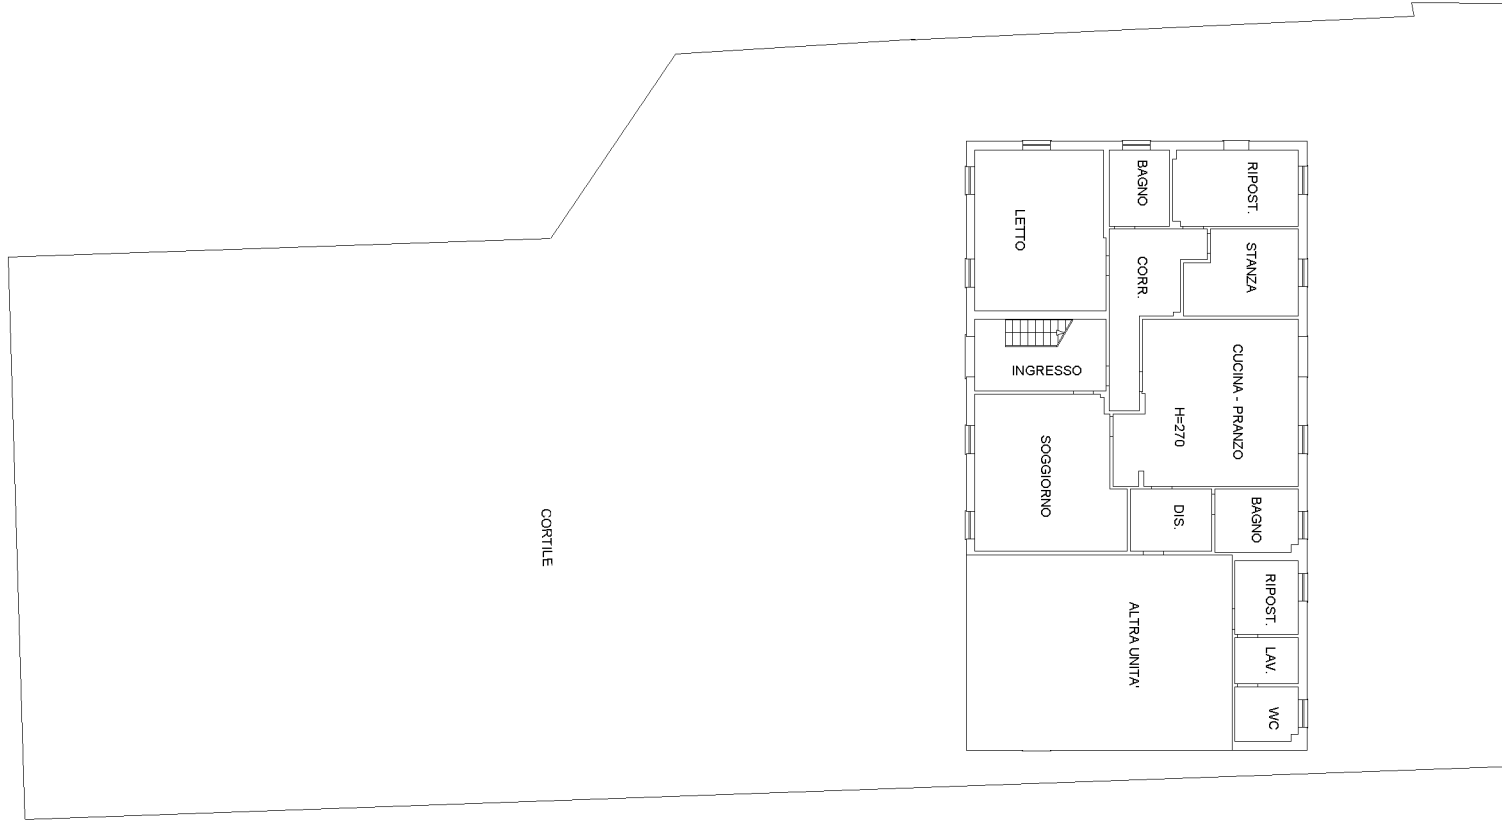 BAGNO
RIPOST.
LETTO
CORR.
STANZA
INGRESSO
CUCINA - PRANZO
H=270
SOGGIORNO
DIS.
BAGNO
CORTILE
RIPOST.
ALTRA UNITA'
LAV.
WC